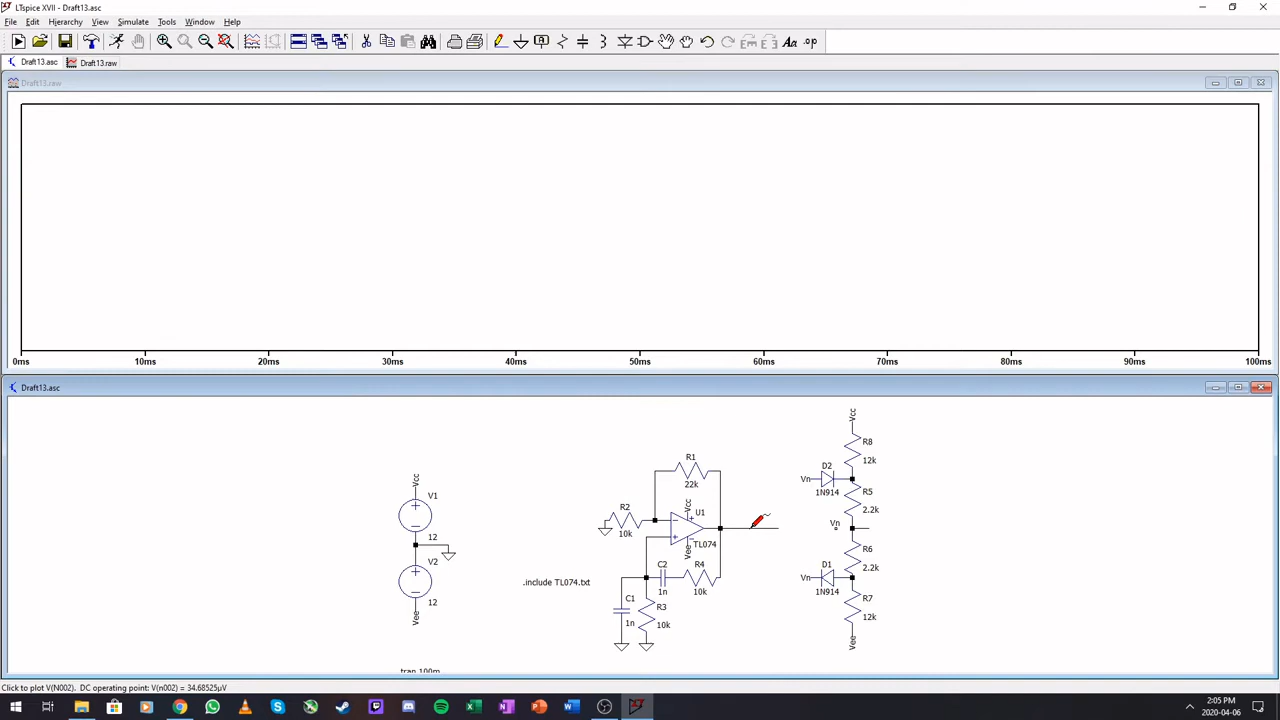 LTspice XVII - Draft13.asc
File Edit Hierarchy View Simulate Tools Window Help
Draft13.asc Draft13.raw
Draft13.raw
0ms 10ms 20ms 30ms 40ms 50ms 60ms 70ms 80ms 90ms 100ms
Draft13.asc
Vcc
R8
12k
D2
Vn
1N914
R5
2.2k
Vn
R6
2.2k
D1
Vn
1N914
R7
12k
Vee
R1
22k
R2
10k
Vcc
U1
TL074
Vee
C2
1n
R4
10k
C1
1n
R3
10k
Vcc
V1
12
V2
12
Vee
.include TL074.txt
tran 100m
Click to plot V(N002). DC operating point: V(n002) = 34.68525µV
2:05 PM
2020-04-06